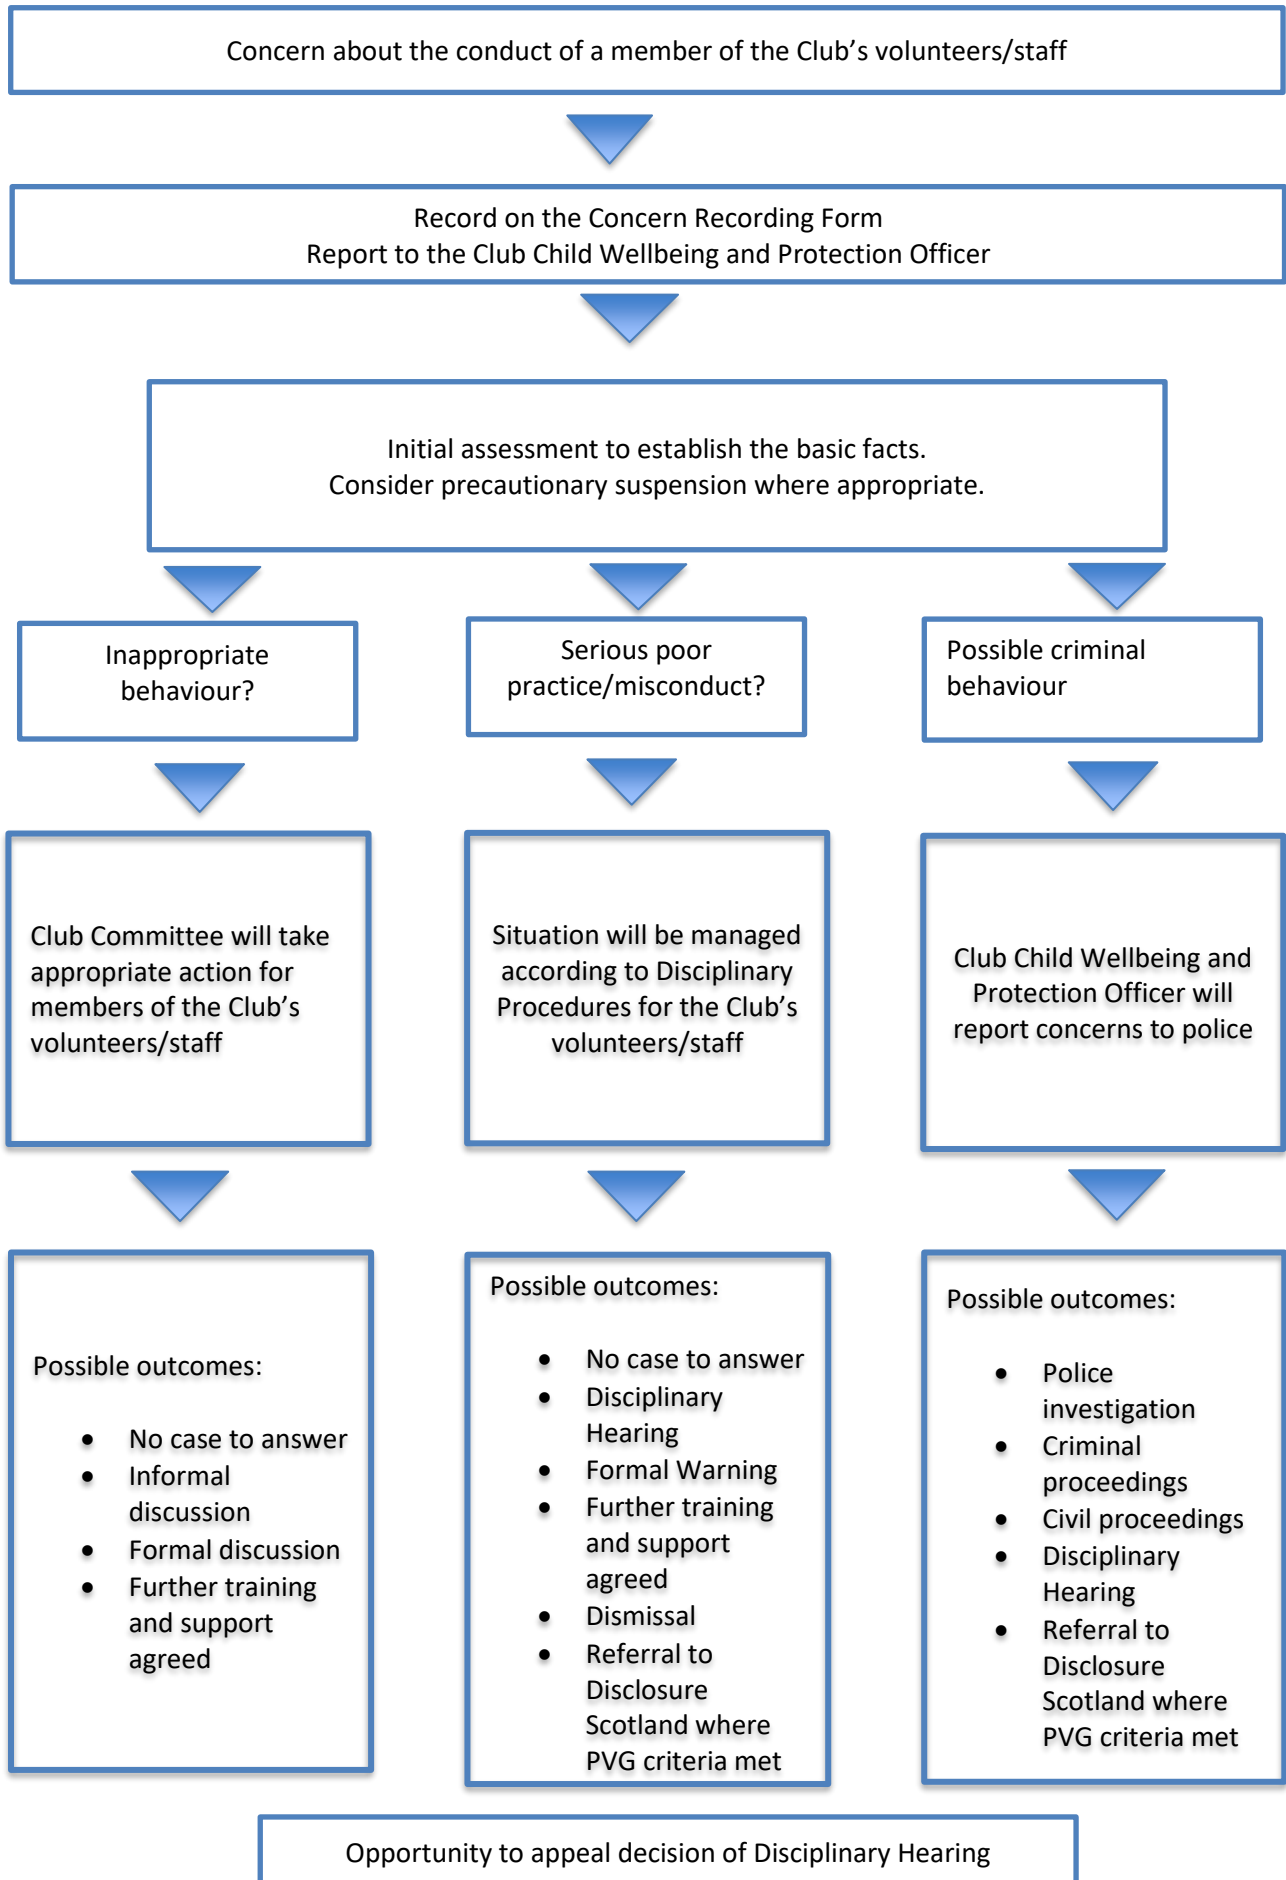 Concern about the conduct of a member of the Club’s volunteers/staff
Record on the Concern Recording Form
Report to the Club Child Wellbeing and Protection Officer
Initial assessment to establish the basic facts.
Consider precautionary suspension where appropriate.
Inappropriate
behaviour?
Serious poor
practice/misconduct?
Possible criminal
behaviour
Club Committee will take
appropriate action for
members of the Club’s
volunteers/staff
Situation will be managed
according to Disciplinary
Procedures for the Club’s
volunteers/staff
Club Child Wellbeing and
Protection Officer will
report concerns to police
Possible outcomes:
• No case to answer
• Informal
discussion
• Formal discussion
• Further training
and support
agreed
Possible outcomes:
• No case to answer
• Disciplinary
Hearing
• Formal Warning
• Further training
and support
agreed
• Dismissal
• Referral to
Disclosure
Scotland where
PVG criteria met
Possible outcomes:
• Police
investigation
• Criminal
proceedings
• Civil proceedings
• Disciplinary
Hearing
• Referral to
Disclosure
Scotland where
PVG criteria met
Opportunity to appeal decision of Disciplinary Hearing